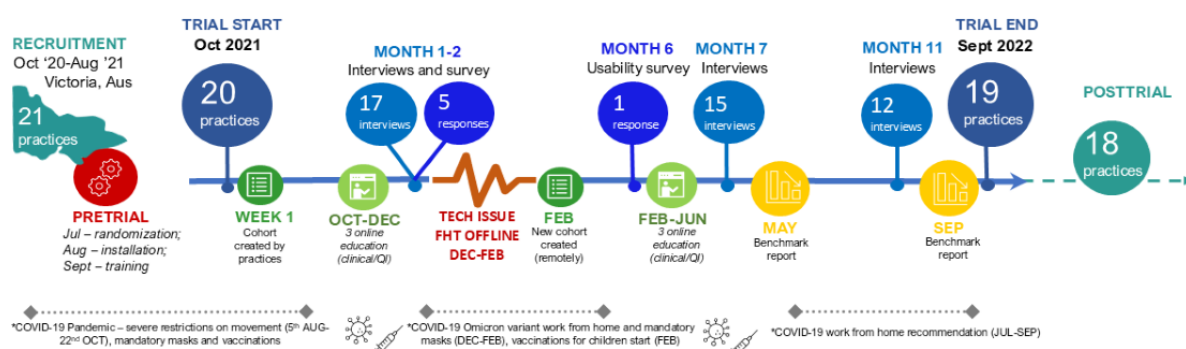 RECRUITMENT
Oct ‘20-Aug ’21
Victoria, Aus
21
practices
PRETRIAL
Jul – randomization;
Aug – installation;
Sept – training
TRIAL START
Oct 2021
20
practices
WEEK 1
Cohort
created by
practices
MONTH 1-2
Interviews and survey
17
interviews
5
responses
OCT-DEC
3 online
education
(clinical/QI)
TECH ISSUE
FHT OFFLINE
DEC-FEB
FEB
New cohort
created
(remotely)
MONTH 6
Usability survey
1
response
FEB-JUN
3 online
education
(clinical/QI)
MONTH 7
Interviews
15
interviews
MAY
Benchmark
report
MONTH 11
Interviews
12
interviews
SEP
Benchmark
report
TRIAL END
Sept 2022
19
practices
POSTTRIAL
18
practices
*COVID-19 Pandemic – severe restrictions on movement (5th AUG-
22nd OCT), mandatory masks and vaccinations
*COVID-19 Omicron variant work from home and mandatory
masks (DEC-FEB), vaccinations for children start (FEB)
*COVID-19 work from home recommendation (JUL-SEP)